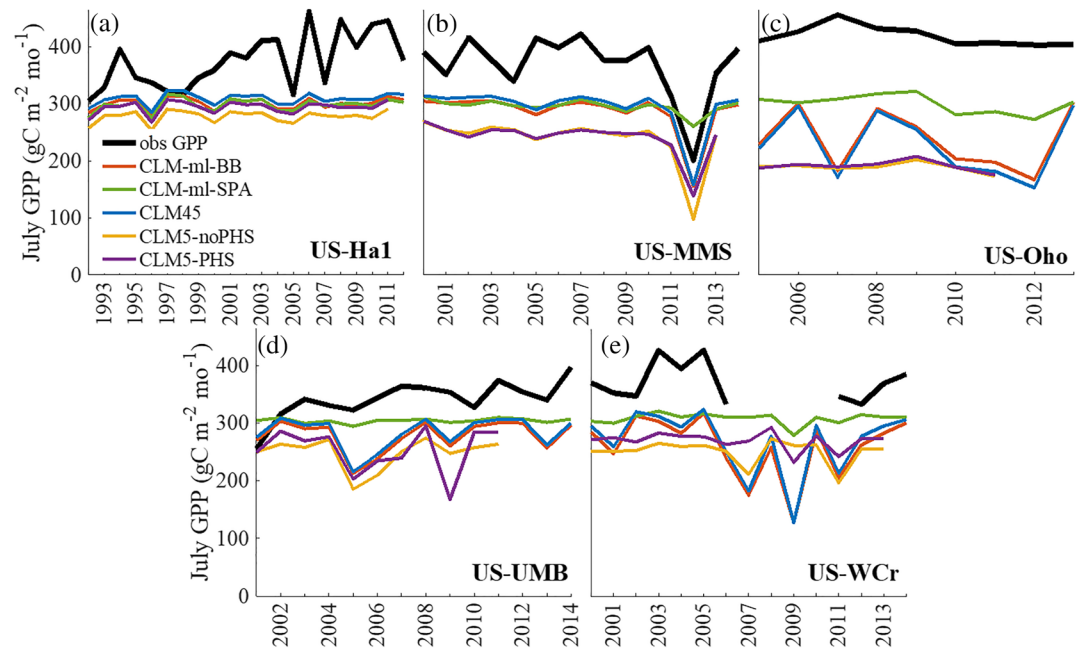 (a)
July GPP (gC m-2 mo-1)
400
300
200
100
0
obs GPP
CLM-ml-BB
CLM-ml-SPA
CLM45
CLM5-noPHS
CLM5-PHS
US-Ha1
1993
1995
1997
1999
2001
2003
2005
2007
2009
2011
(b)
US-MMS
2001
2003
2005
2007
2009
2011
2013
(c)
US-Oho
2006
2008
2010
2012
(d)
July GPP (gC m-2 mo-1)
400
300
200
100
0
US-UMB
2002
2004
2006
2008
2010
2012
2014
(e)
US-WCr
2001
2003
2005
2007
2009
2011
2013